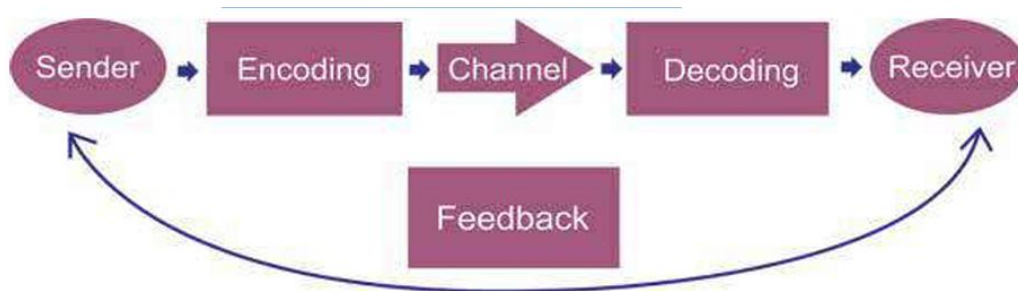 Sender
Encoding
Channel
Decoding
Receiver
Feedback